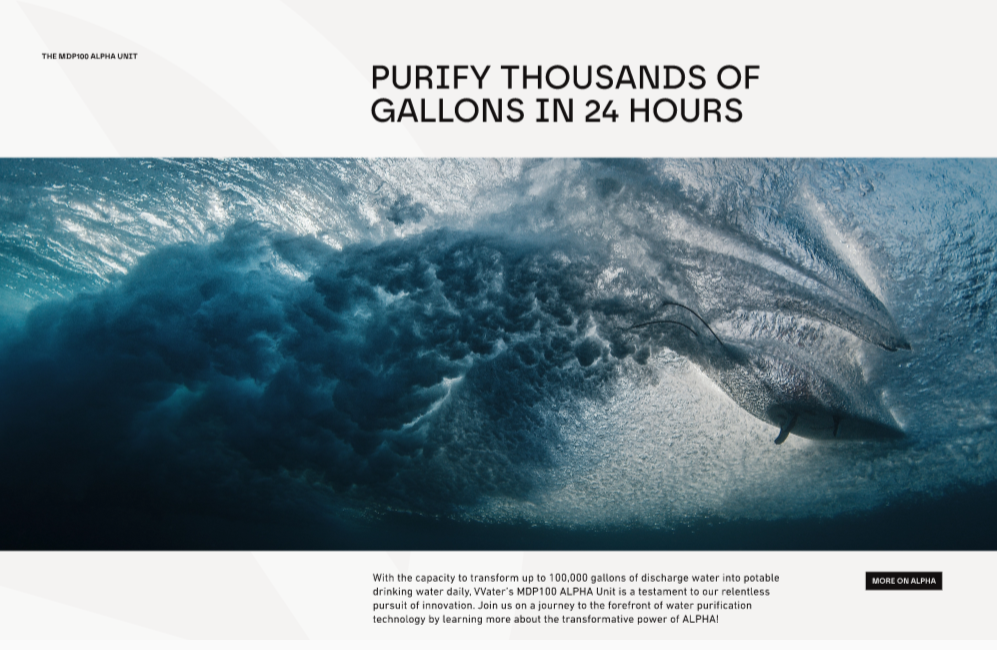 THE MDP100 ALPHA UNIT
PURIFY THOUSANDS OF
GALLONS IN 24 HOURS
With the capacity to transform up to 100,000 gallons of discharge water into potable
drinking water daily, VVater's MDP100 ALPHA Unit is a testament to our relentless
pursuit of innovation. Join us on a journey to the forefront of water purification
technology by learning more about the transformative power of ALPHA!
MORE ON ALPHA